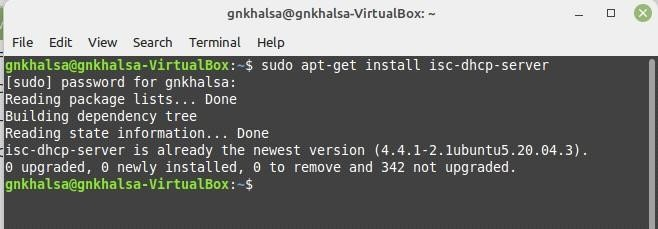 gnkhalsa@gnkhalsa-VirtualBox: ~
File Edit View Search Terminal Help
gnkhalsa@gnkhalsa-VirtualBox:~$ sudo apt-get install isc-dhcp-server
[sudo] password for gnkhalsa:
Reading package lists... Done
Building dependency tree
Reading state information... Done
isc-dhcp-server is already the newest version (4.4.1-2.1ubuntu5.20.04.3).
0 upgraded, 0 newly installed, 0 to remove and 342 not upgraded.
gnkhalsa@gnkhalsa-VirtualBox:~$